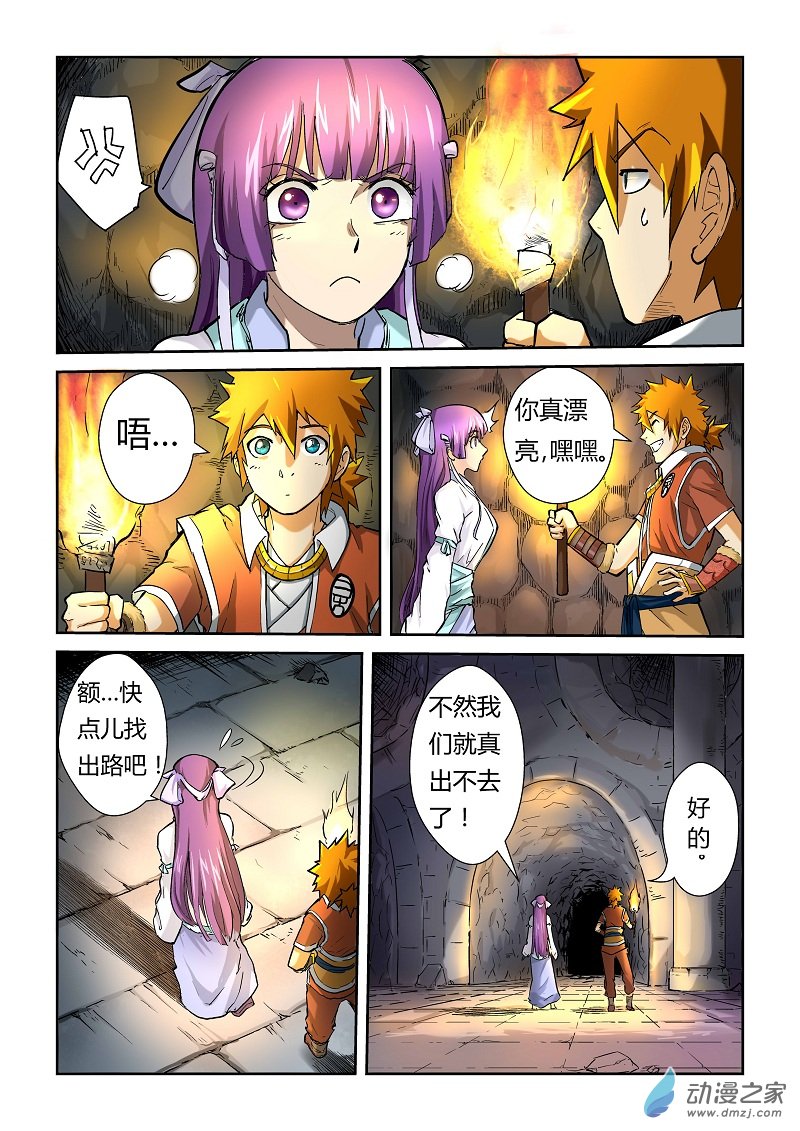 唔…
你真漂
亮,嘿嘿。
额…快
点儿找
出路吧！
不然我
们就真
出不去
了！
好
的。
动漫之家
www.dmzj.com